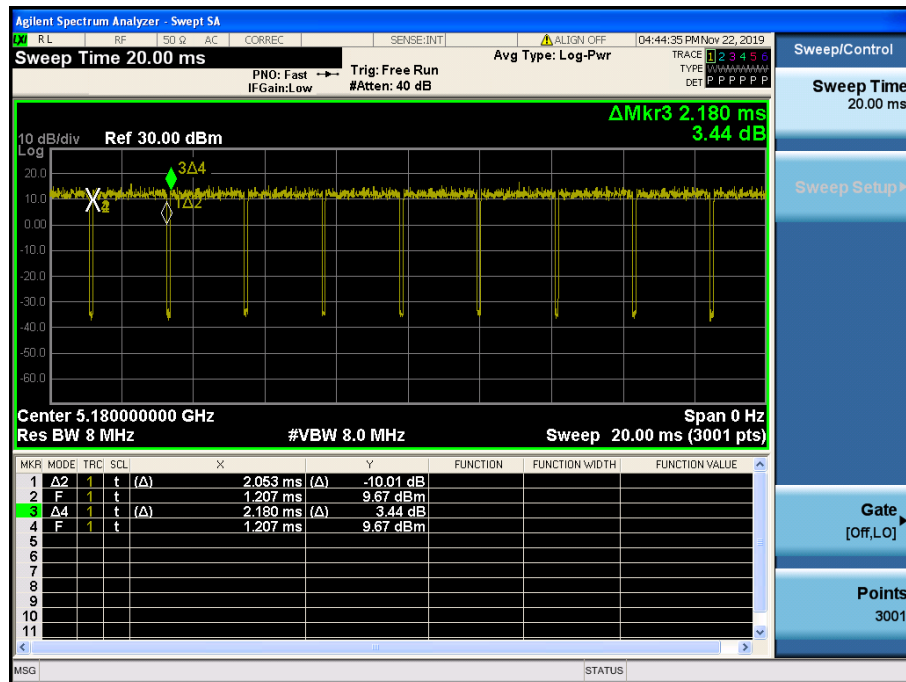 Agilent Spectrum Analyzer - Swept SA
LXI RL RF 50 Ω AC CORREC SENSE:INT ALIGN OFF 04:44:35 PM Nov 22, 2019
Sweep Time 20.00 ms
PNO: Fast
IFGain:Low
Trig: Free Run
#Atten: 40 dB
Avg Type: Log-Pwr
TRACE 1 2 3 4 5 6
TYPE WWWWWW
DET P P P P P P
Sweep/Control
Sweep Time
20.00 ms
Sweep Setup
Gate
[Off,LO]
Points
3001
ΔMkr3 2.180 ms
3.44 dB
10 dB/div Ref 30.00 dBm
Log
20.0
10.0
0.00
-10.0
-20.0
-30.0
-40.0
-50.0
-60.0
3Δ4
1Δ2
Center 5.180000000 GHz Span 0 Hz
Res BW 8 MHz #VBW 8.0 MHz Sweep 20.00 ms (3001 pts)
MKR MODE TRC SCL X Y FUNCTION FUNCTION WIDTH FUNCTION VALUE
1 Δ2 1 t (Δ) 2.053 ms (Δ) -10.01 dB
2 F 1 t 1.207 ms 9.67 dBm
3 Δ4 1 t (Δ) 2.180 ms (Δ) 3.44 dB
4 F 1 t 1.207 ms 9.67 dBm
5
6
7
8
9
10
11
MSG STATUS